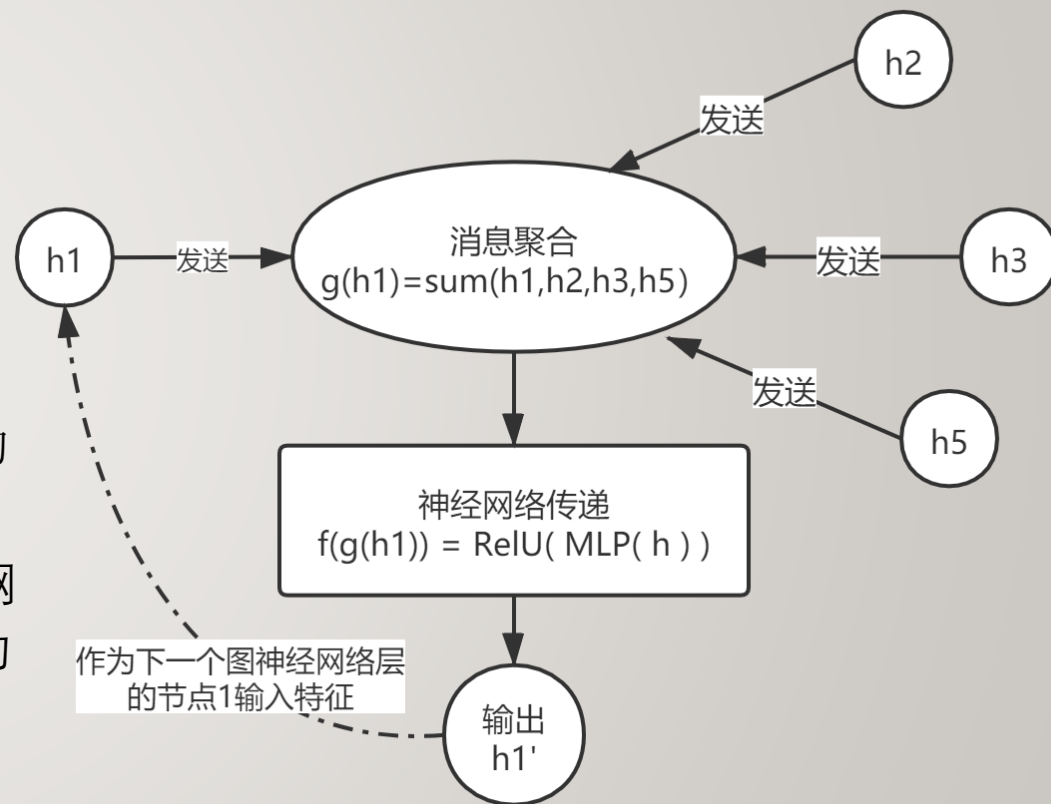 h2
发送
h1
发送
消息聚合
g(h1)=sum(h1,h2,h3,h5)
发送
h3
发送
h5
神经网络传递
f(g(h1)) = RelU( MLP( h ) )
网
作为下一个图神经网络层
的节点1输入特征
输出
h1'